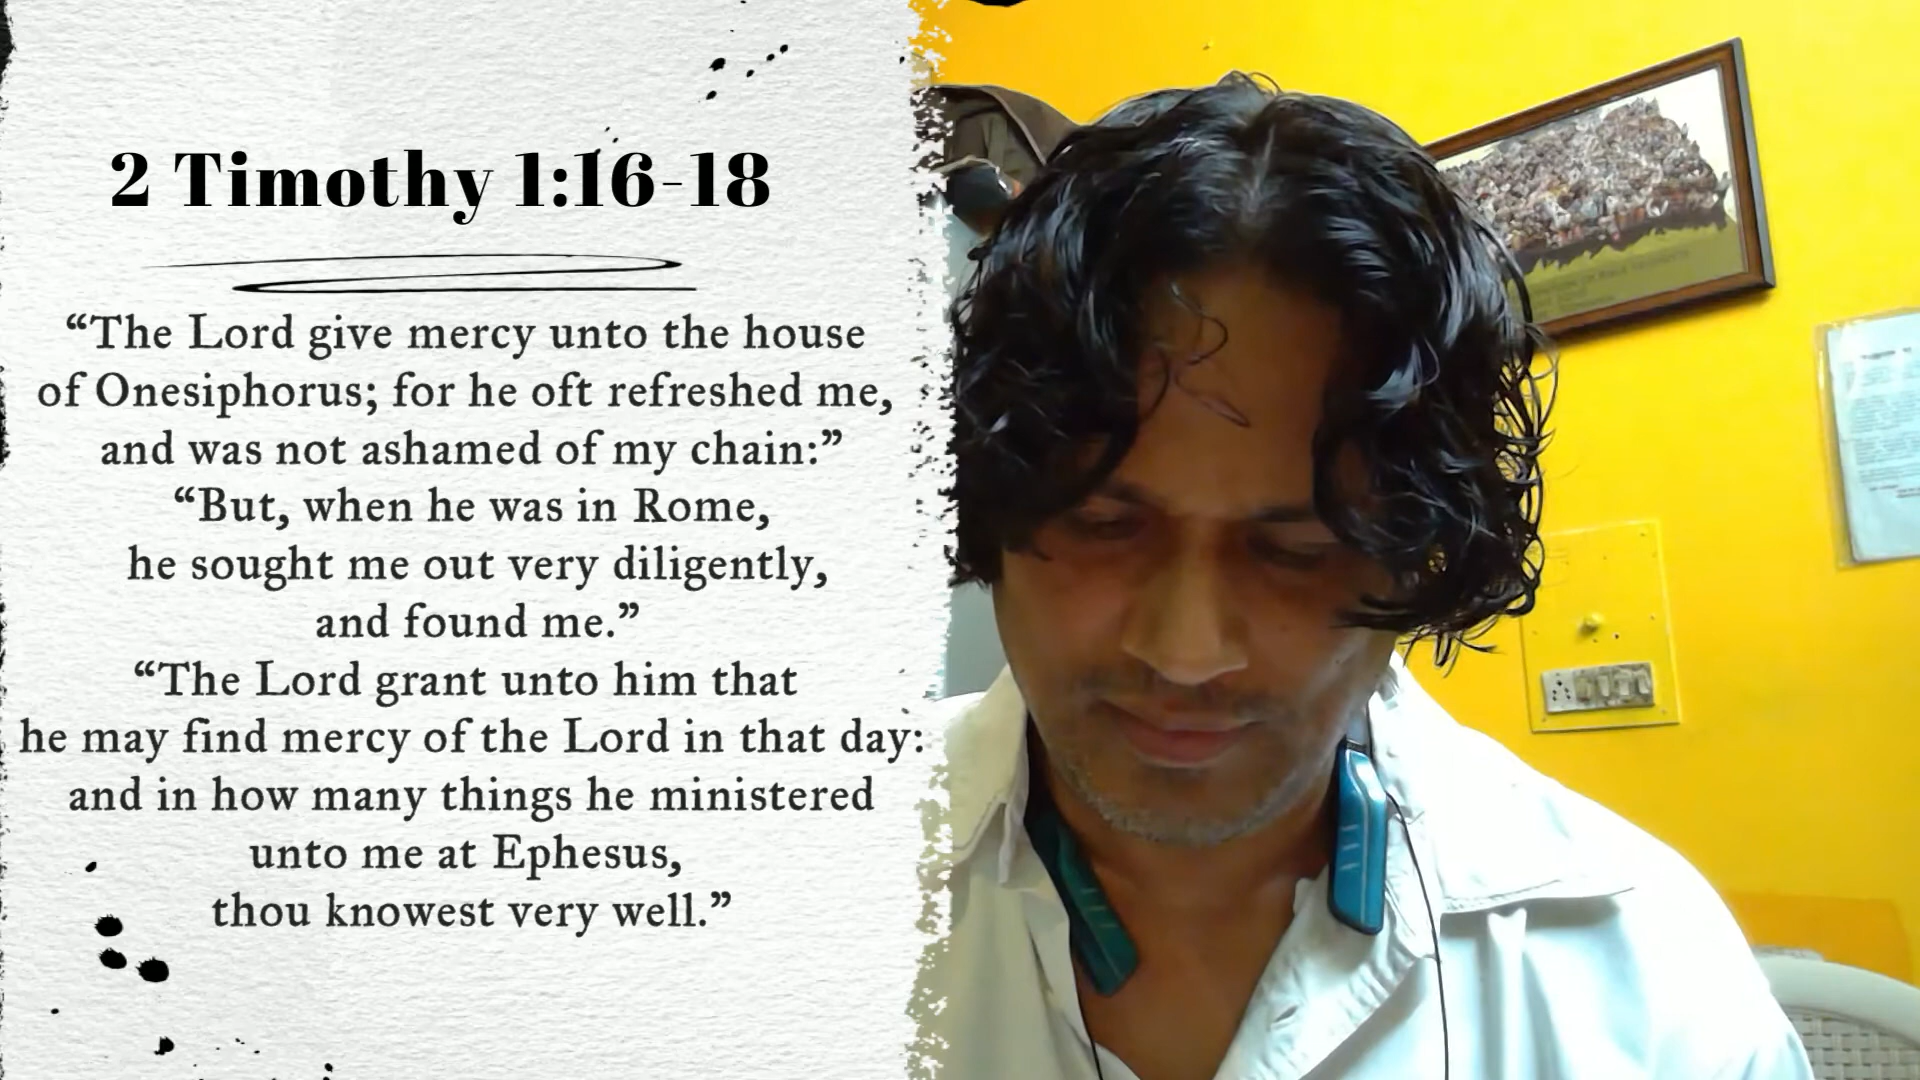 2 Timothy 1:16-18
“The Lord give mercy unto the house
of Onesiphorus; for he oft refreshed me,
and was not ashamed of my chain:”
“But, when he was in Rome,
he sought me out very diligently,
and found me.”
“The Lord grant unto him that
he may find mercy of the Lord in that day:
and in how many things he ministered
unto me at Ephesus,
thou knowest very well.”